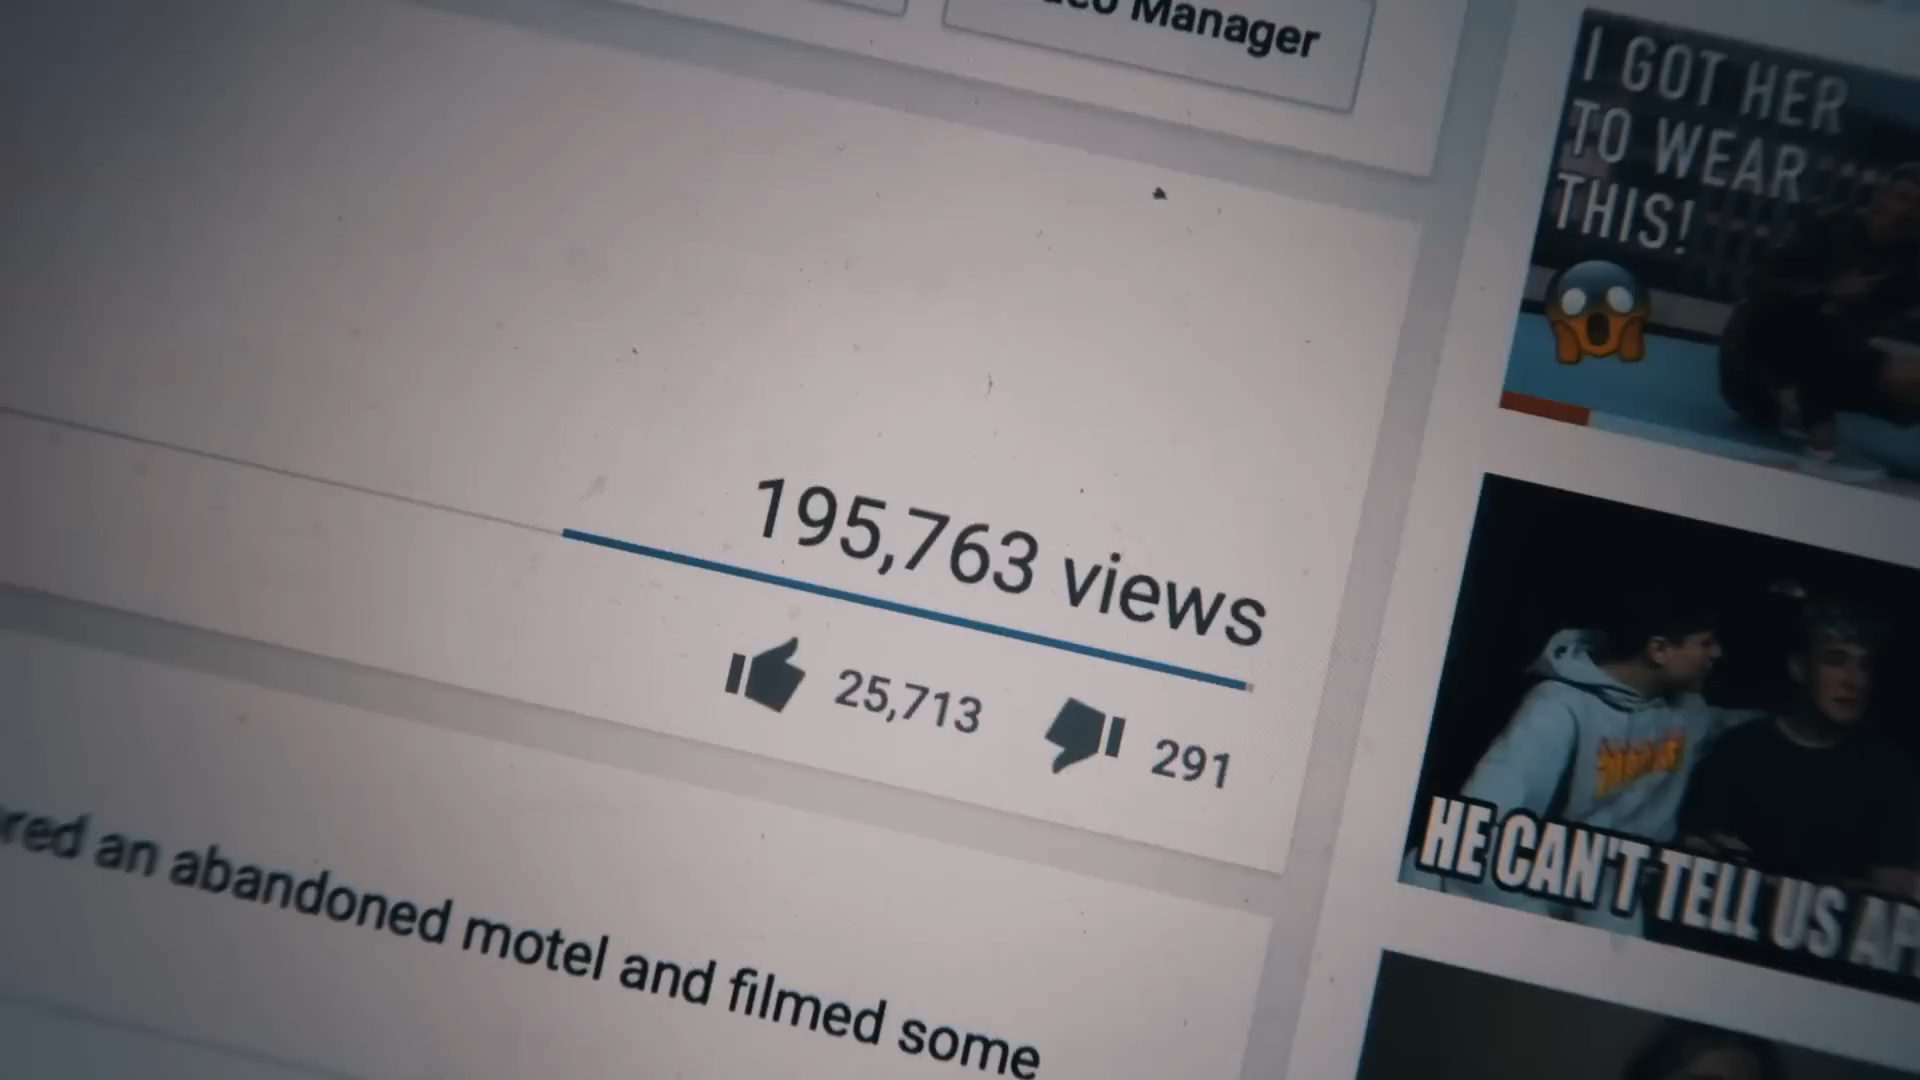 Manager
I GOT HER
TO WEAR
THIS!
195,763 views
25,713
291
an abandoned motel and filmed some
HE CAN'T TELL US